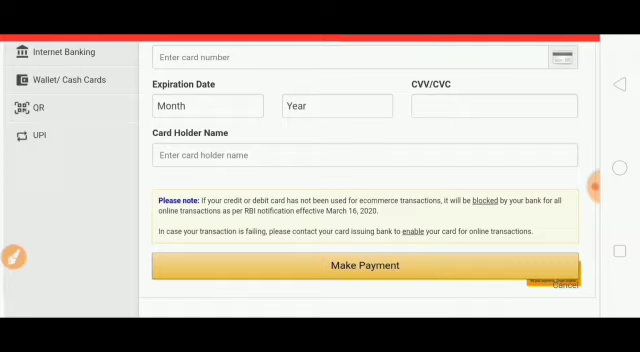 Internet Banking
Wallet/ Cash Cards
QR
UPI
Enter card number
Expiration Date
CVV/CVC
Month
Year
Card Holder Name
Enter card holder name
Please note: If your credit or debit card has not been used for ecommerce transactions, it will be blocked by your bank for all
online transactions as per RBI notification effective March 16, 2020.
In case your transaction is failing, please contact your card issuing bank to enable your card for online transactions.
Make Payment
Cancel